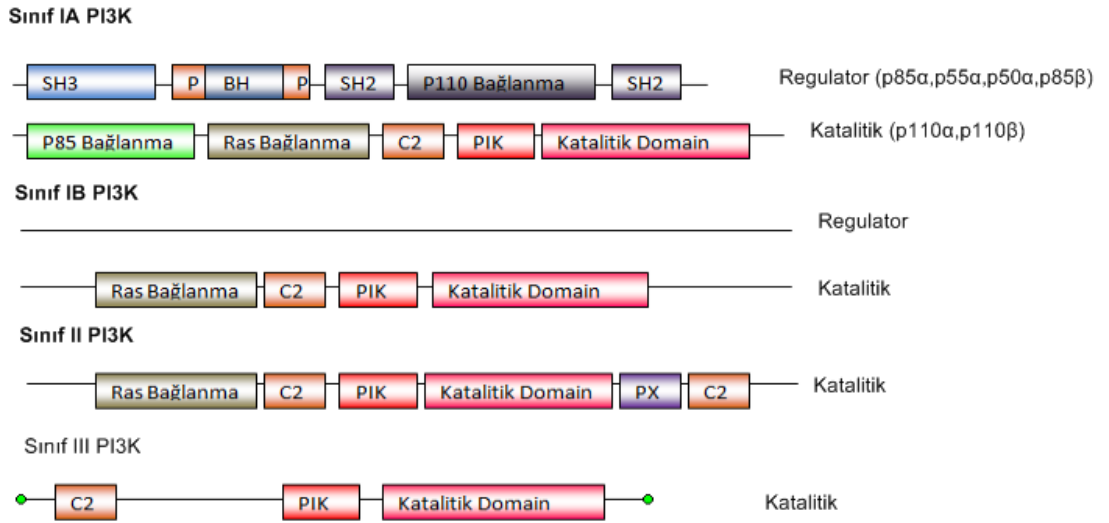 Sınıf IA PI3K
SH3 P BH P SH2 P110 Bağlanma SH2 Regulator (p85α,p55α,p50α,p85β)
P85 Bağlanma Ras Bağlanma C2 PIK Katalitik Domain Katalitik (p110α,p110β)
Sınıf IB PI3K
Regulator
Ras Bağlanma C2 PIK Katalitik Domain Katalitik
Sınıf II PI3K
Ras Bağlanma C2 PIK Katalitik Domain PX C2 Katalitik
Sınıf III PI3K
C2 PIK Katalitik Domain Katalitik